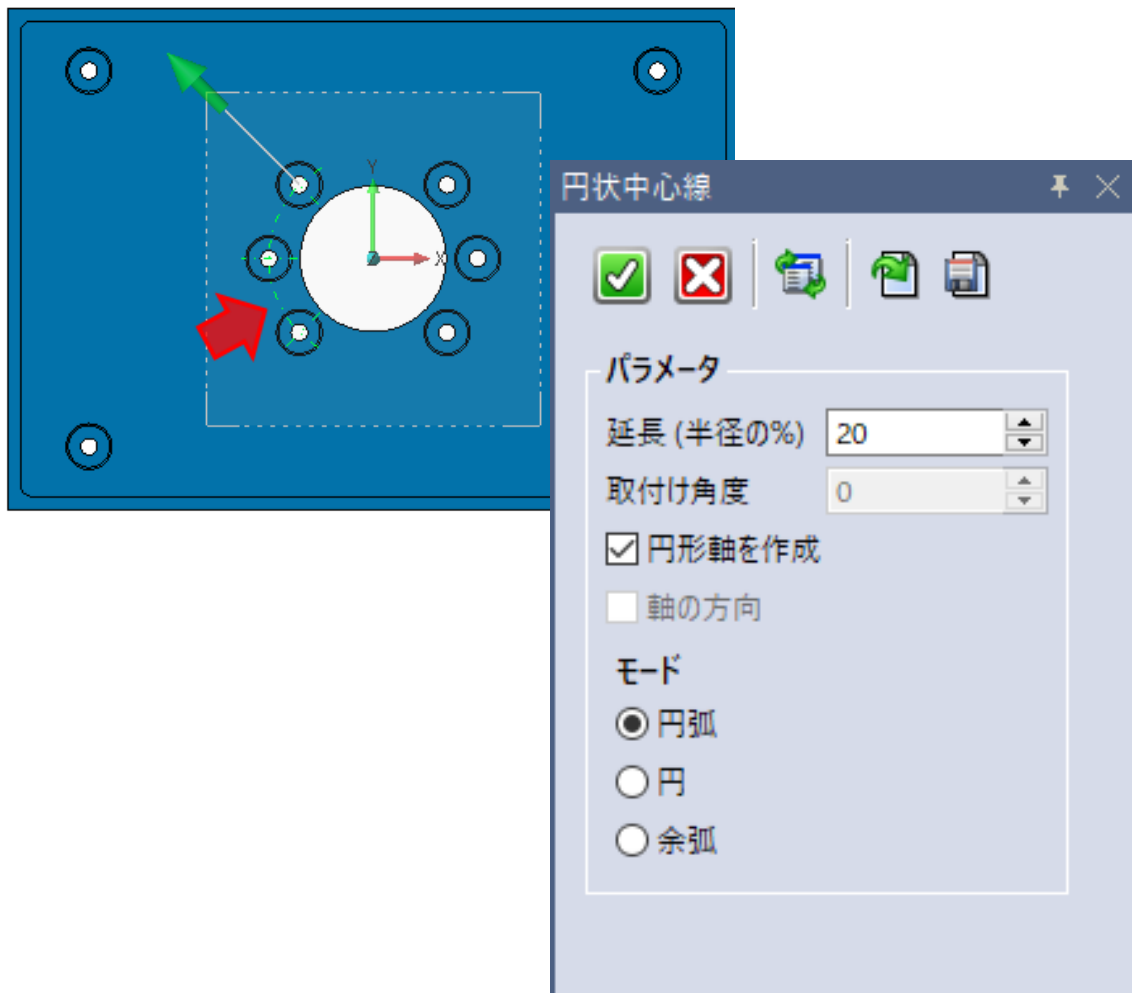 Y
X
円状中心線
パラメータ
延長 (半径の%) 20
取付け角度 0
円形軸を作成
軸の方向
モード
円弧
円
余弧